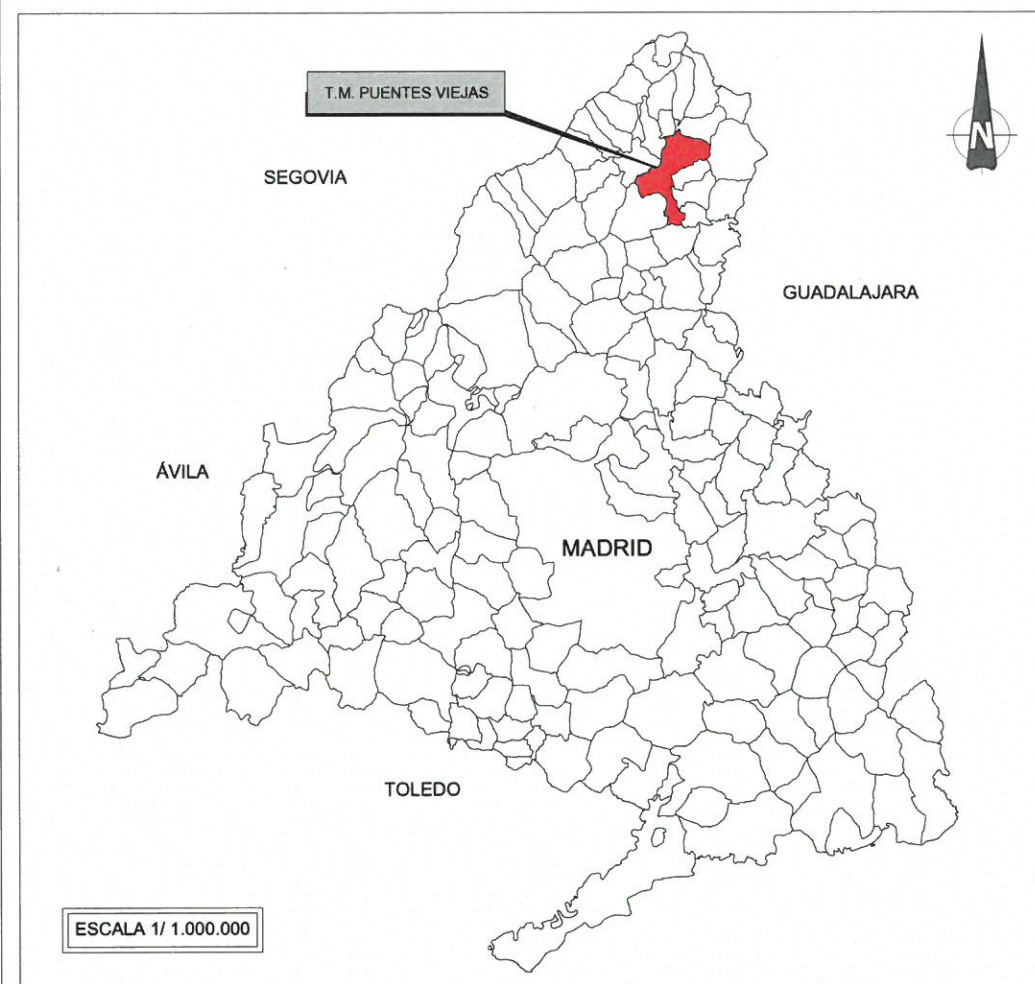 T.M. PUENTES VIEJAS
N
SEGOVIA
GUADALAJARA
ÁVILA
MADRID
TOLEDO
ESCALA 1/ 1.000.000